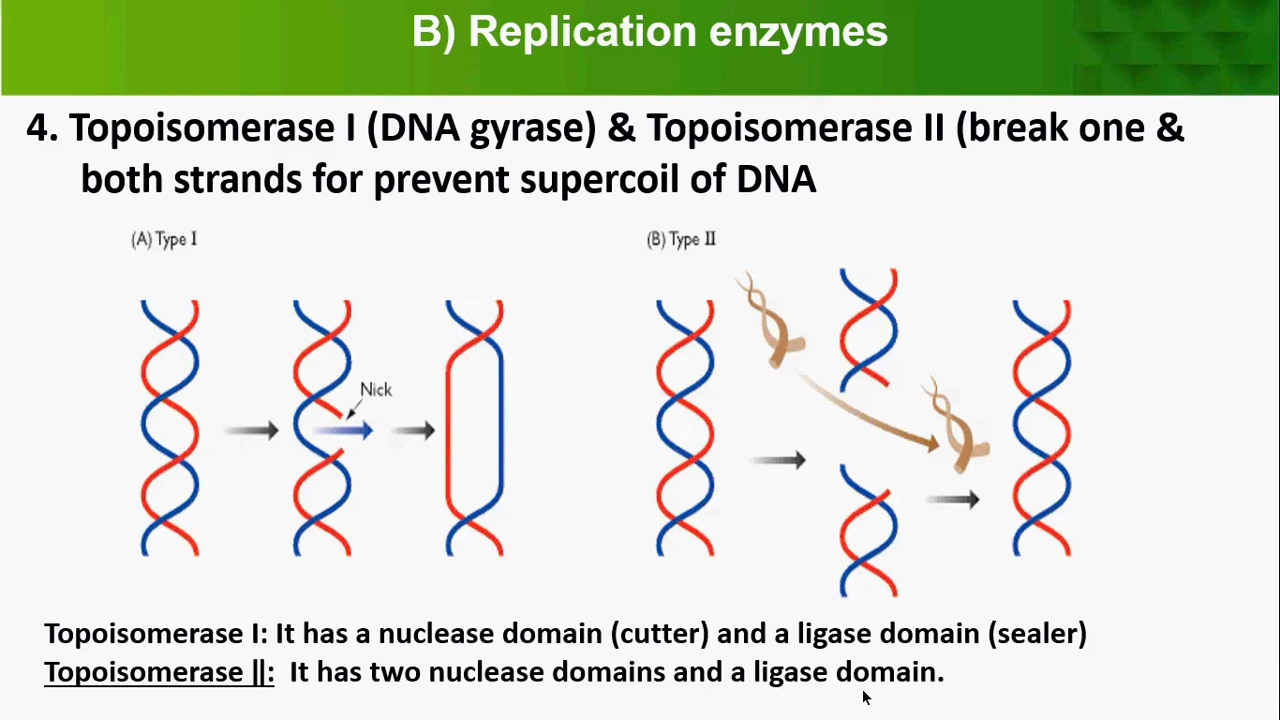 B) Replication enzymes
4. Topoisomerase I (DNA gyrase) & Topoisomerase II (break one &
both strands for prevent supercoil of DNA
(A) Type I
(B) Type II
Nick
Topoisomerase I: It has a nuclease domain (cutter) and a ligase domain (sealer)
Topoisomerase ||: It has two nuclease domains and a ligase domain.